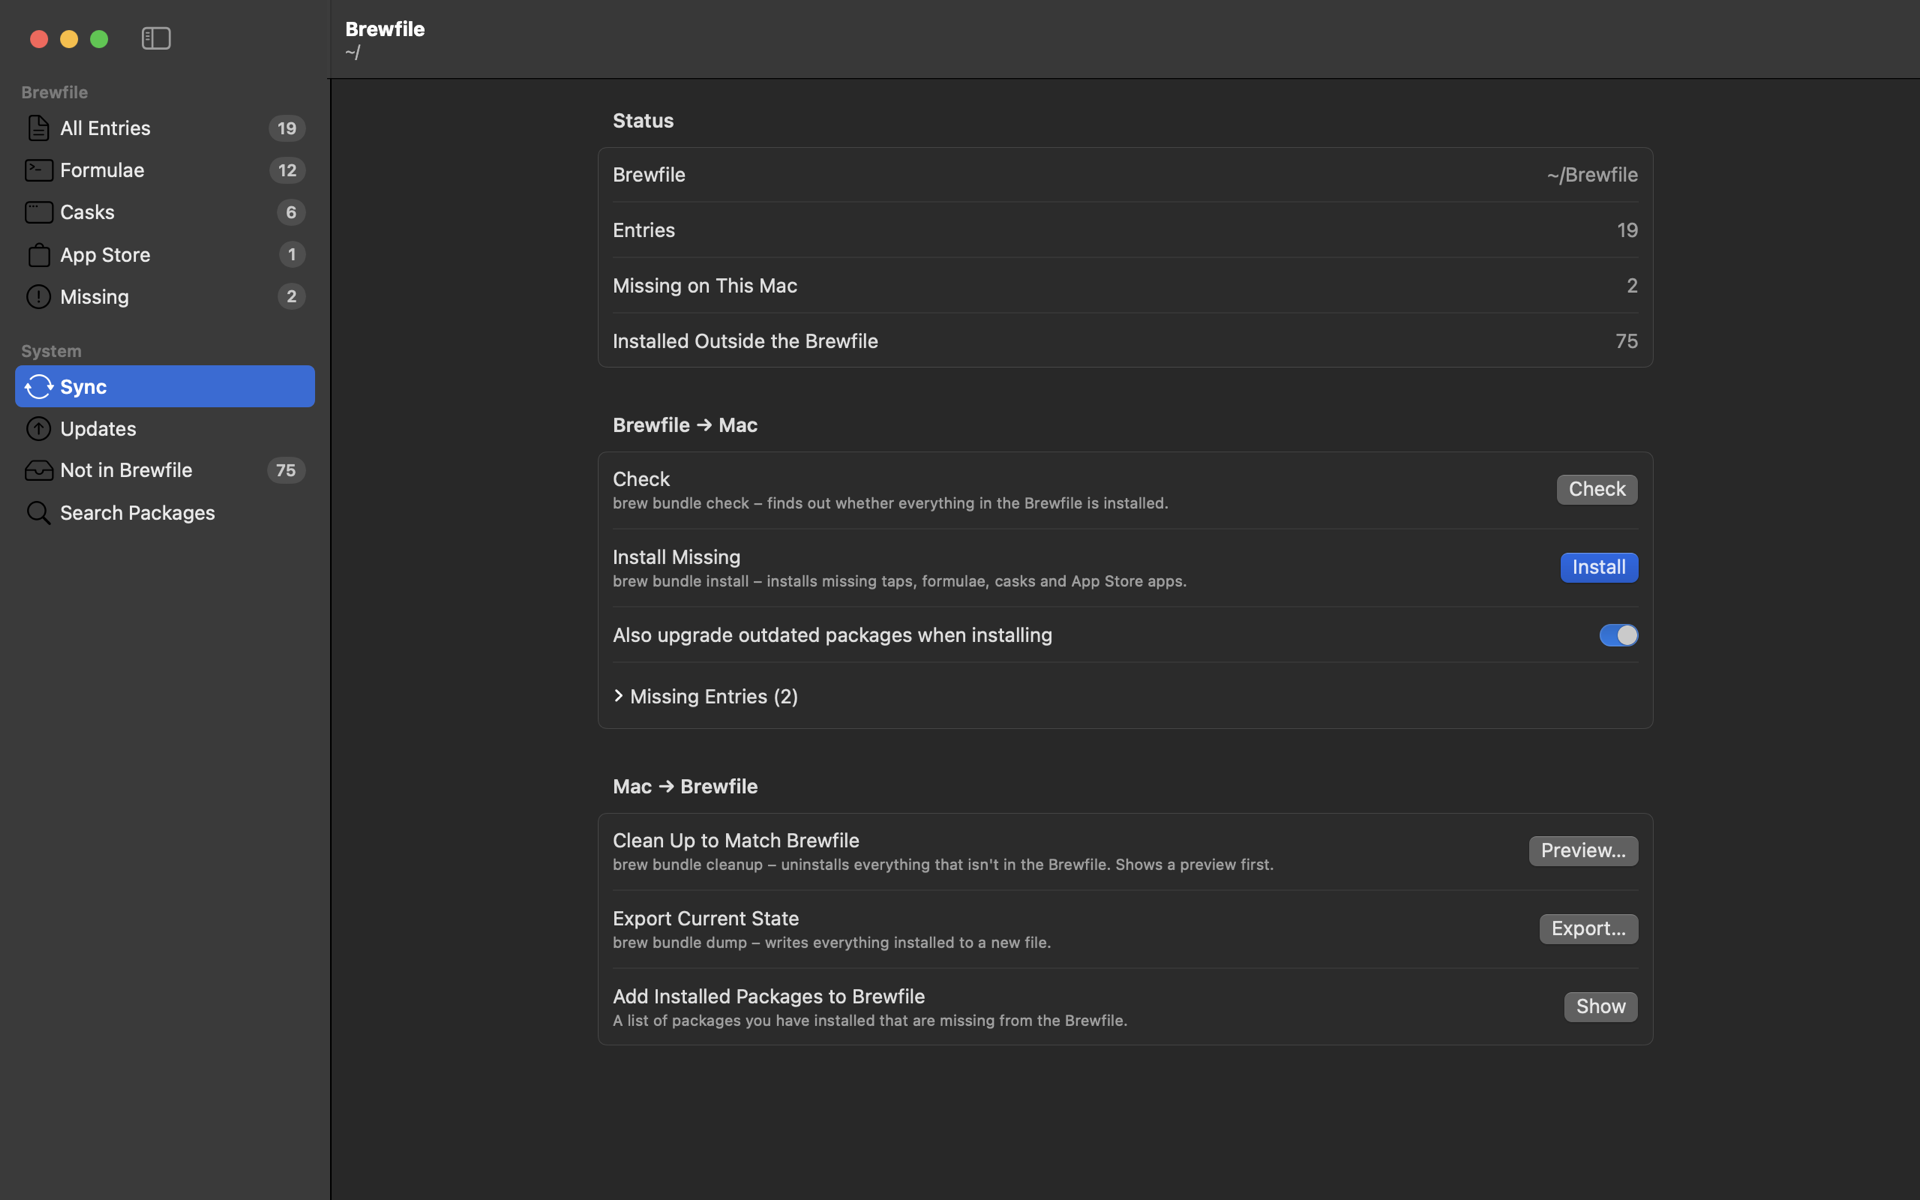 Brewfile
~/
Brewfile
All Entries 19
Formulae 12
Casks 6
App Store 1
Missing 2
System
Sync
Updates
Not in Brewfile 75
Search Packages
Status
Brewfile ~/Brewfile
Entries 19
Missing on This Mac 2
Installed Outside the Brewfile 75
Brewfile → Mac
Check
brew bundle check – finds out whether everything in the Brewfile is installed.
Check
Install Missing
brew bundle install – installs missing taps, formulae, casks and App Store apps.
Install
Also upgrade outdated packages when installing
Missing Entries (2)
Mac → Brewfile
Clean Up to Match Brewfile
brew bundle cleanup – uninstalls everything that isn't in the Brewfile. Shows a preview first.
Preview...
Export Current State
brew bundle dump – writes everything installed to a new file.
Export...
Add Installed Packages to Brewfile
A list of packages you have installed that are missing from the Brewfile.
Show